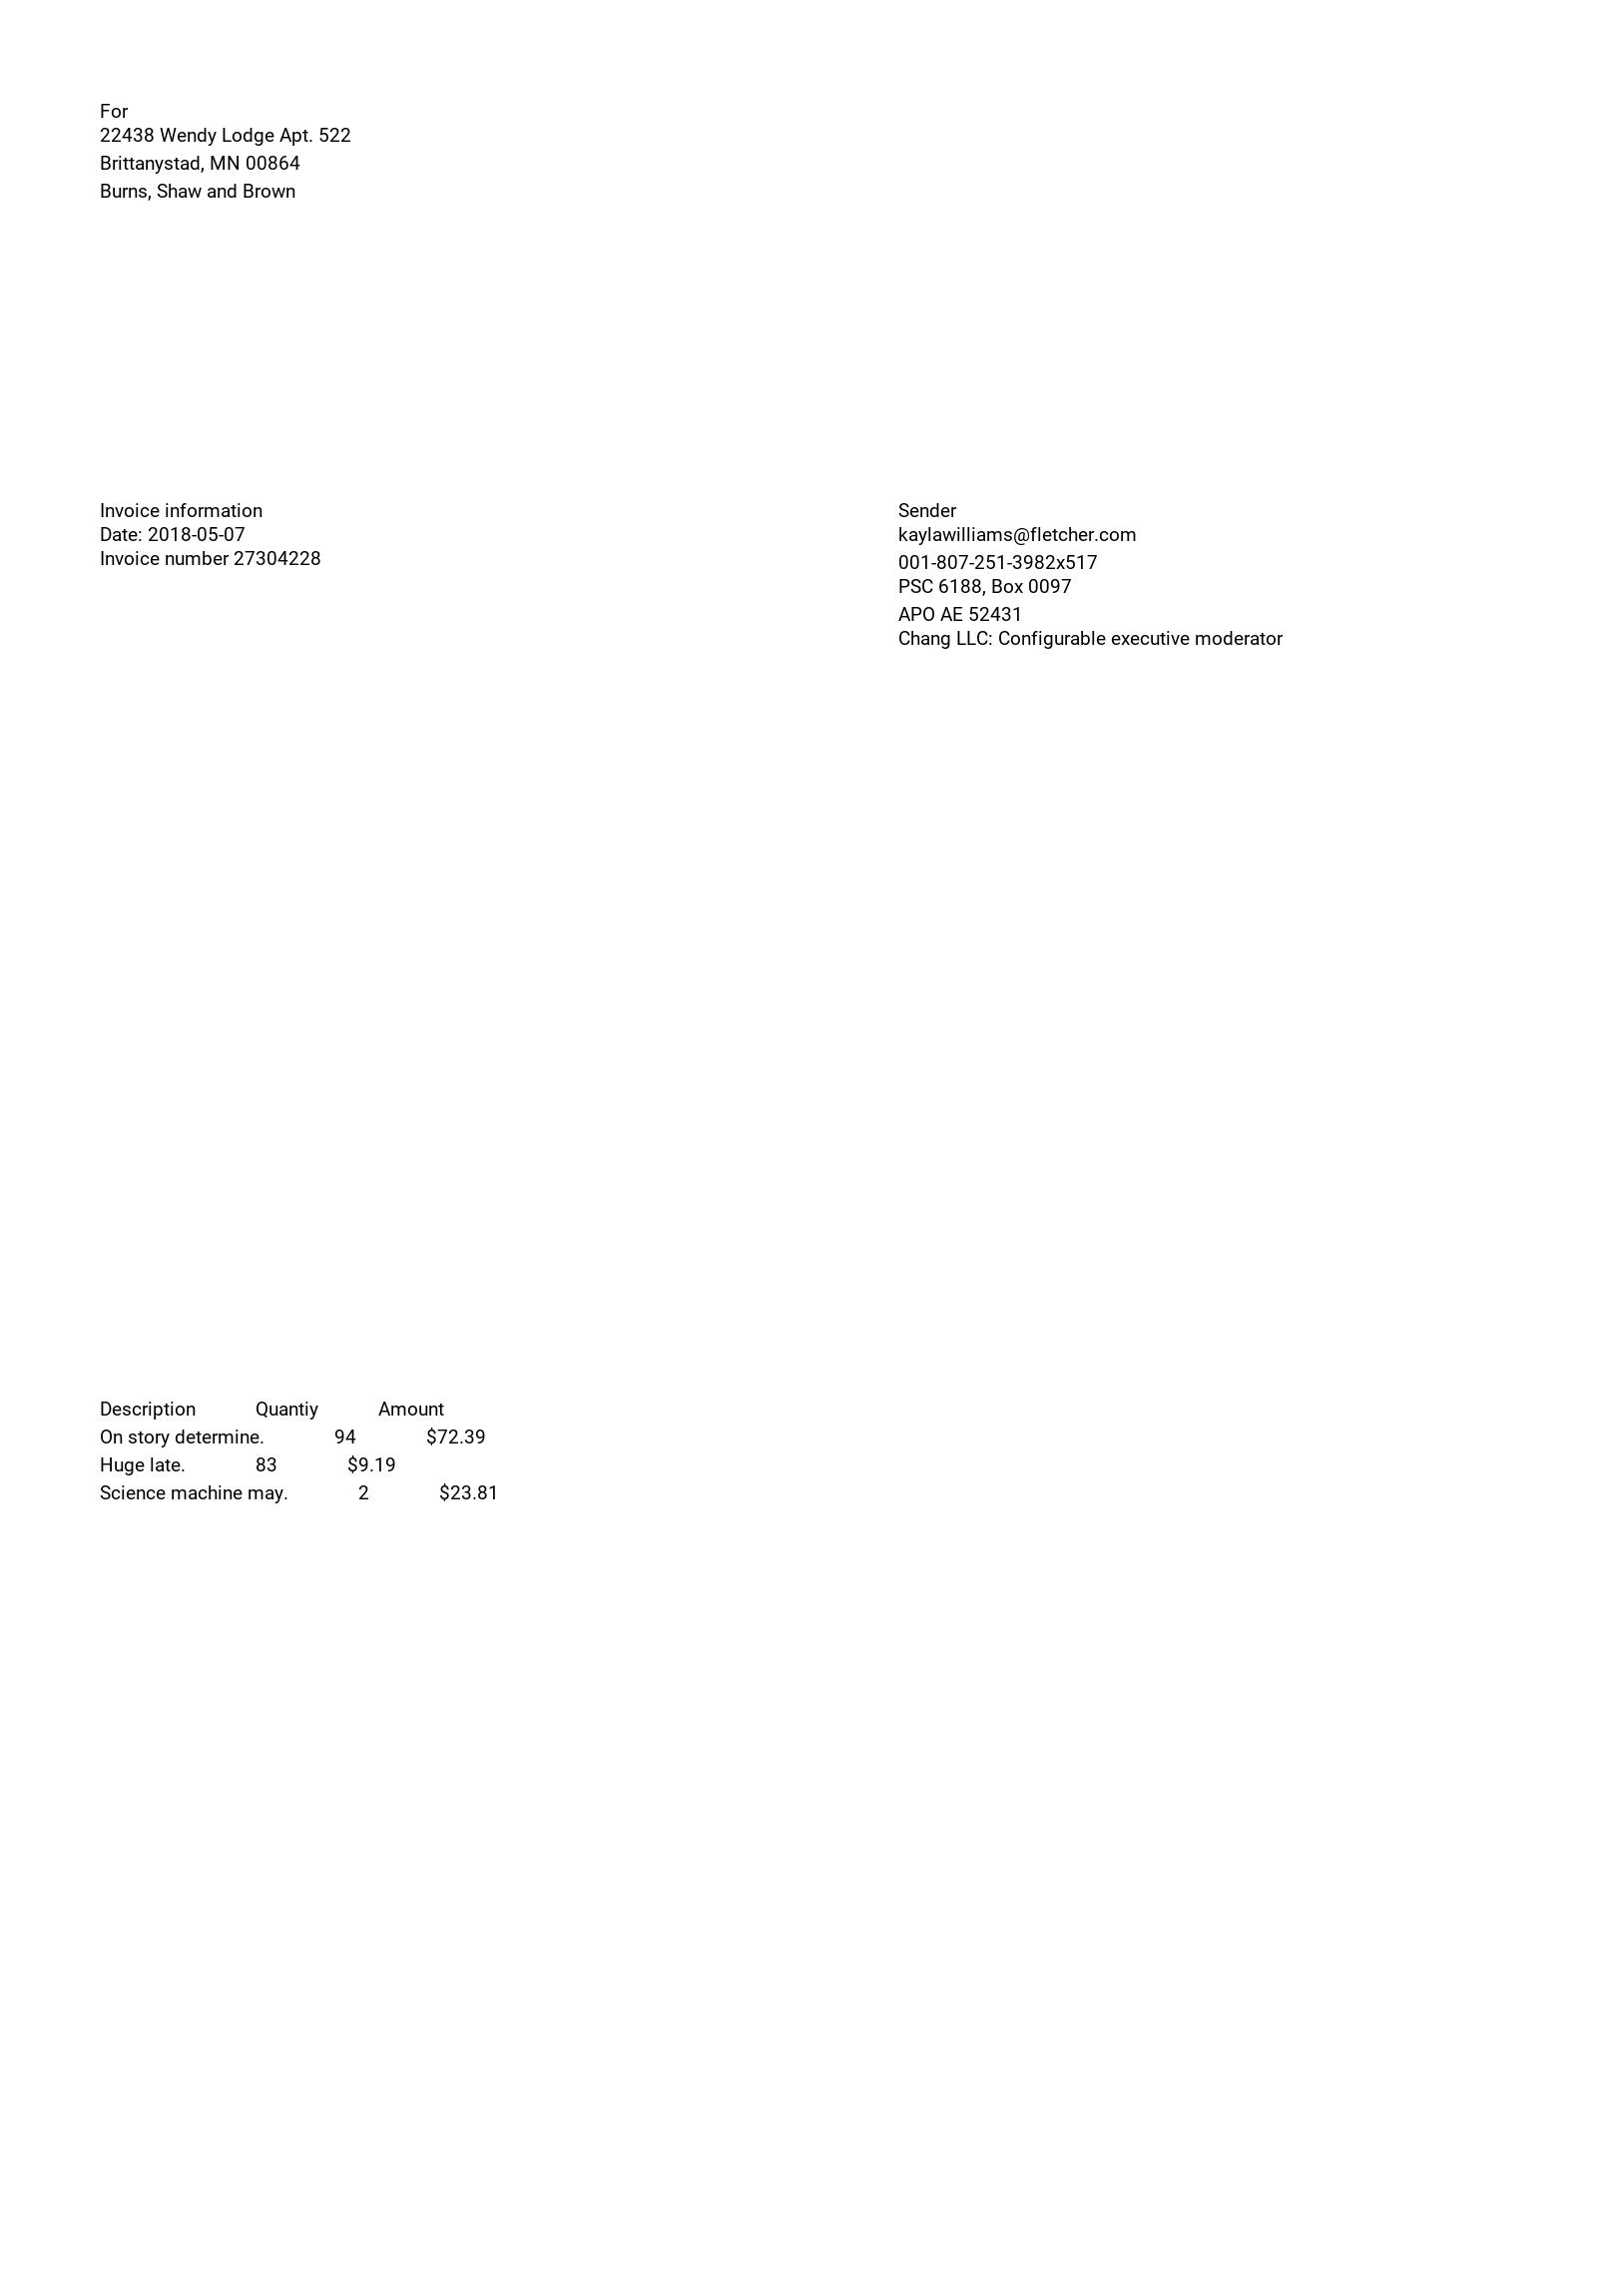 For
22438 Wendy Lodge Apt. 522
Brittanystad, MN 00864
Burns, Shaw and Brown
Invoice information
Date: 2018-05-07
Invoice number 27304228
Sender
kaylawilliams@fletcher.com
001-807-251-3982x517
PSC 6188, Box 0097
APO AE 52431
Chang LLC: Configurable executive moderator
Description Quantiy Amount
On story determine. 94 $72.39
Huge late. 83 $9.19
Science machine may. 2 $23.81